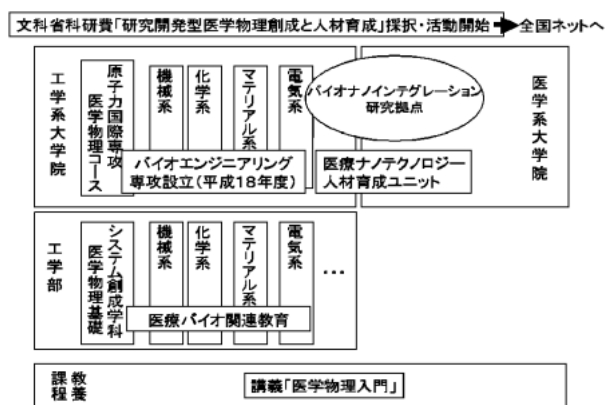 文科省科研費「研究開発型医学物理創成と人材育成」採択・活動開始
全国ネットへ
工学系大学院
原子力国際専攻
医学物理コース
機械系
化学系
マテリアル系
電気系
バイオナノインテグレーション
研究拠点
医学系大学院
バイオエンジニアリング
専攻設立(平成18年度)
医療ナノテクノロジー
人材育成ユニット
工学部
システム創成学科
医学物理基礎
機械系
化学系
マテリアル系
電気系
…
医療バイオ関連教育
教養
課程
講義「医学物理入門」